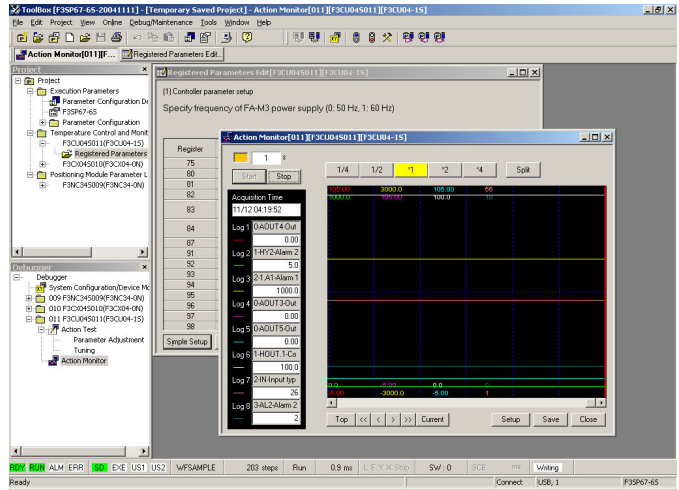 ToolBox [F3SP67-6S-20041111] - [Temporary Saved Project] - Action Monitor[011][F3CU04S011][F3CU04-1S]
File Edit Project View Online Debug/Maintenance Tools Window Help
Action Monitor[011][F... Registered Parameters Edit...
Project
Project
Execution Parameters
Parameter Configuration De
F3SP67-6S
Parameter Configuration
Temperature Control and Monit
F3CU04S011(F3CU04-1S)
Registered Parameters
F3CX04S010(F3CX04-0N)
Positioning Module Parameter L
F3NC34S009(F3NC34-0N)
Debugger
Debugger
System Configuration/Device Mo
009 F3NC34S009(F3NC34-0N)
010 F3CX04S010(F3CX04-0N)
011 F3CU04S011(F3CU04-1S)
Action Test
Parameter Adjustment
Tuning
Action Monitor
Registered Parameters Edit[F3CU04S011][F3CU04-1S]
(1) Controller parameter setup
Specify frequency of FA-M3 power supply (0: 50 Hz, 1: 60 Hz)
Register
75
80
81
82
83
84
87
91
92
93
94
95
96
97
98
Simple Setup
Action Monitor[011][F3CU04S011][F3CU04-1S]
1 s
Start Stop
1/4 1/2 *1 *2 *4 Split
Acquisition Time
11/12 04:19:52
Log 1 0-AOUT4-Out
0.00
Log 2 1-HY2-Alarm 2
5.0
Log 3 2-1.A1-Alarm 1
1000.0
Log 4 0-AOUT3-Out
0.00
Log 5 0-AOUT5-Out
0.00
Log 6 1-HOUT.1-Co
100.0
Log 7 2-IN-Input typ
26
Log 8 3-AL2-Alarm 2
2
105.00 3000.0 105.00 66
1000.0 105.00 100.0 10
0.0 -5.00 0.0 0
-5.00 -3000.0 -5.00 1
Top << < > >> Current Setup Save Close
RDY RUN ALM ERR SD EXE US1 US2 WFSAMPLE 203 steps Run 0.9 ms L E Y X Stop SW : 0 SCB ms Writing
Ready Connect USB, 1 F3SP67-6S